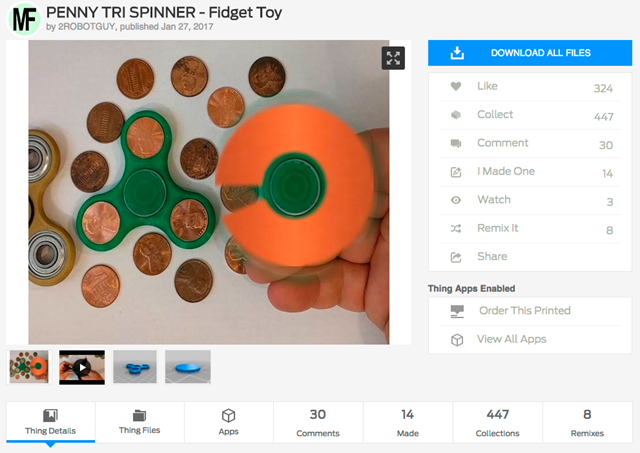 MF
PENNY TRI SPINNER - Fidget Toy
by 2ROBOTGUY, published Jan 27, 2017
DOWNLOAD ALL FILES
Like 324
Collect 447
Comment 30
I Made One 14
Watch 3
Remix It 8
Share
Thing Apps Enabled
Order This Printed
View All Apps
Thing Details
Thing Files
Apps
30
Comments
14
Made
447
Collections
8
Remixes